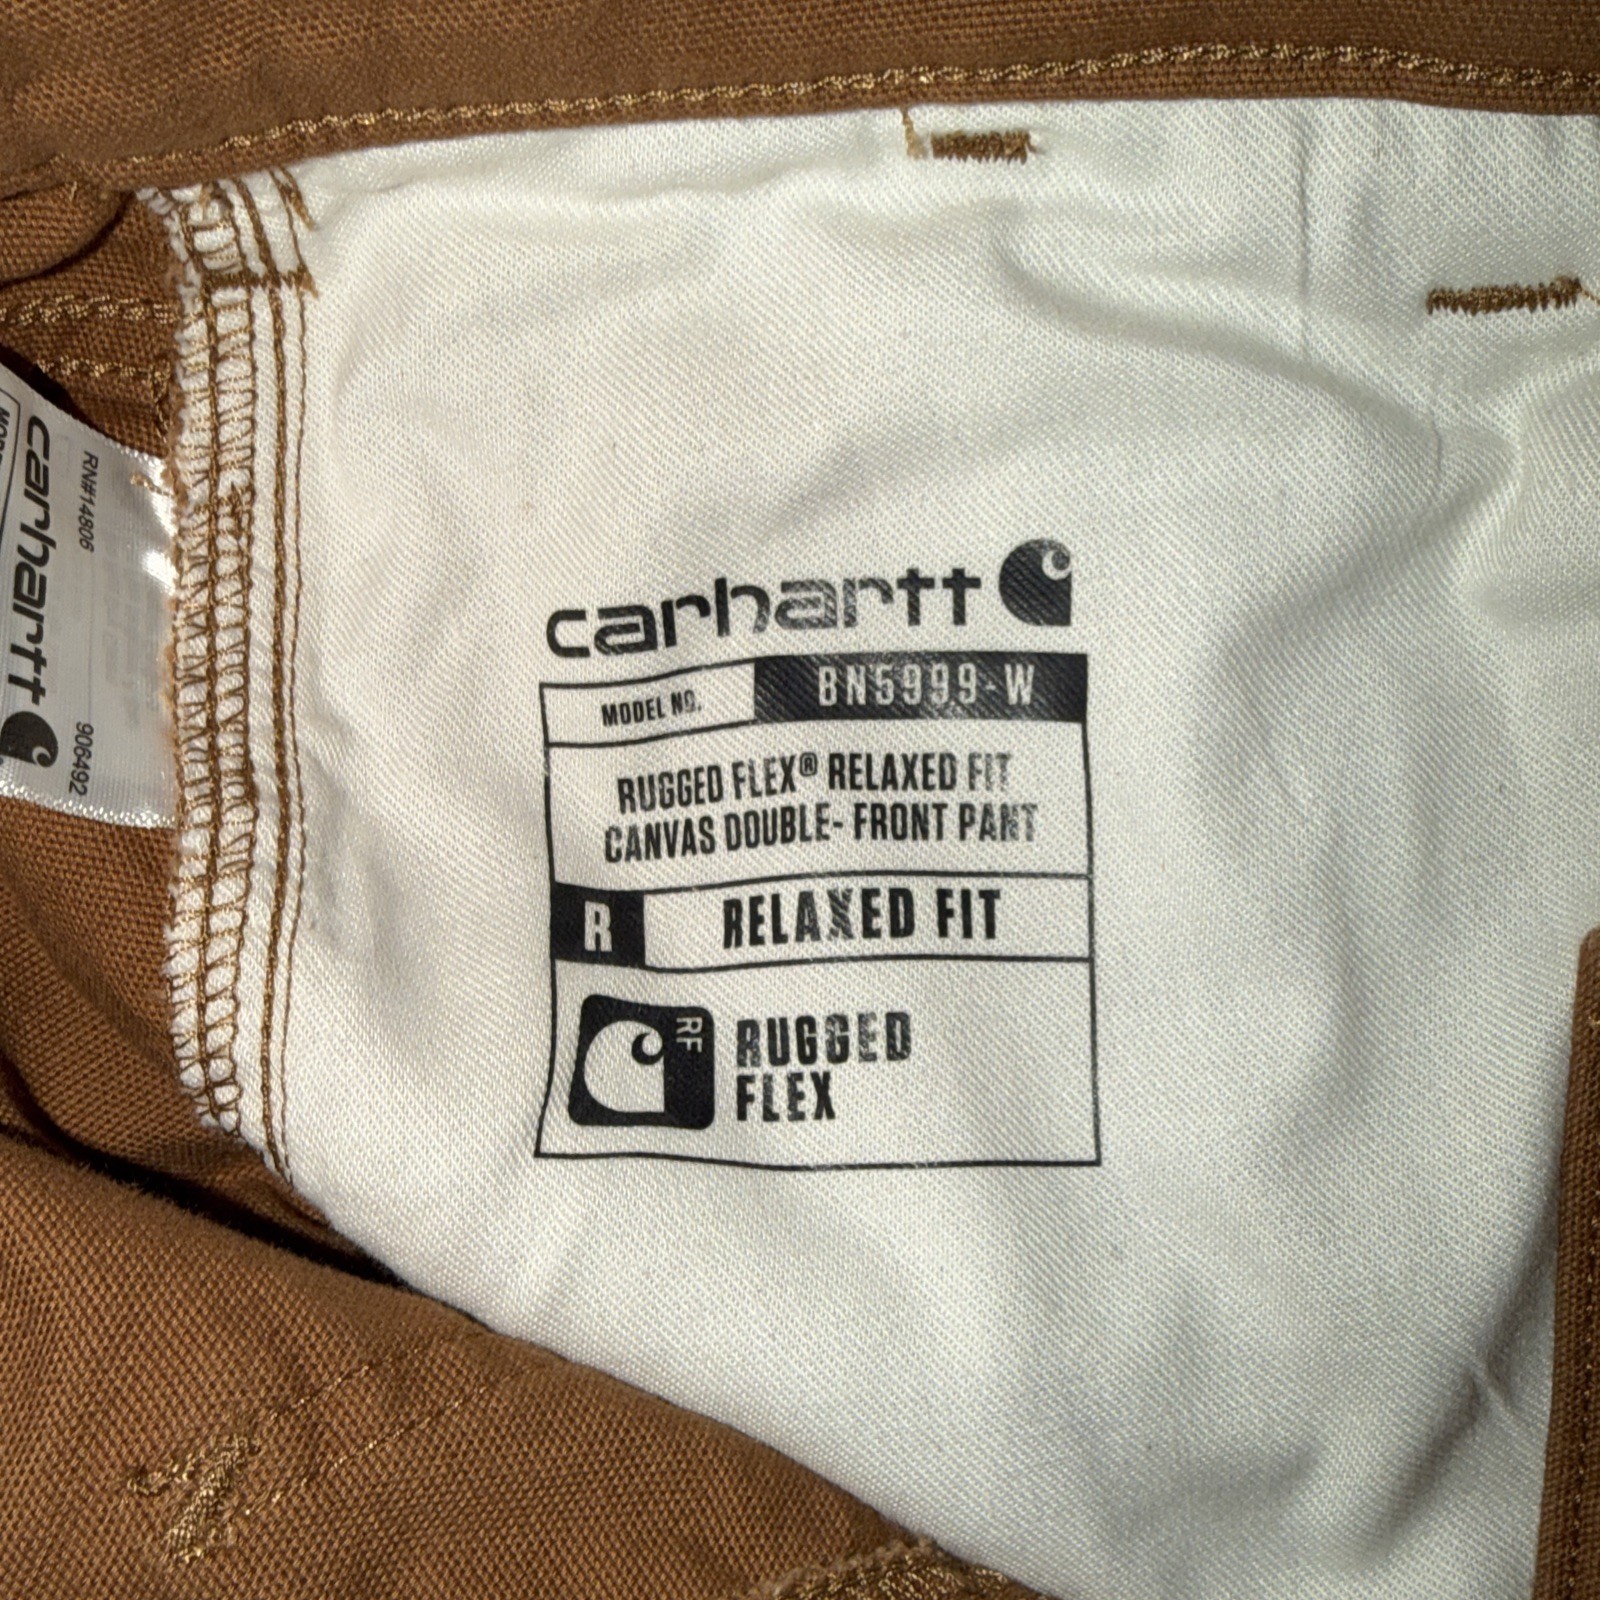 carhartt
MODEL NO. BN5999-W
RUGGED FLEX® RELAXED FIT
CANVAS DOUBLE-FRONT PANT
R RELAXED FIT
RF
RUGGED
FLEX
carhartt
RN#14806
906492